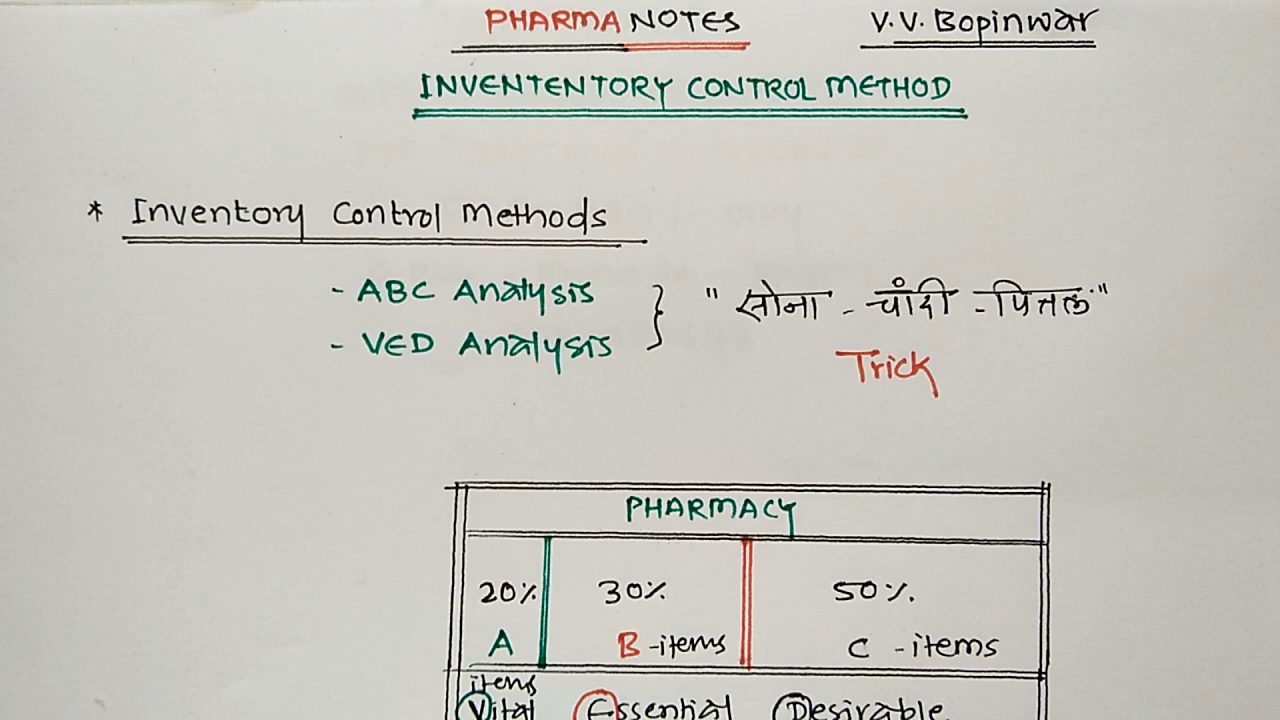 PHARMA NOTES V.V. Bopinwar
INVENTENTORY CONTROL METHOD
* Inventory Control Methods
- ABC Analysis
- VED Analysis
" सोना - चांदी - पित्तल "
Trick
PHARMACY
20% 30% 50%.
A B -items C - items
items
Vital Essential Desirable